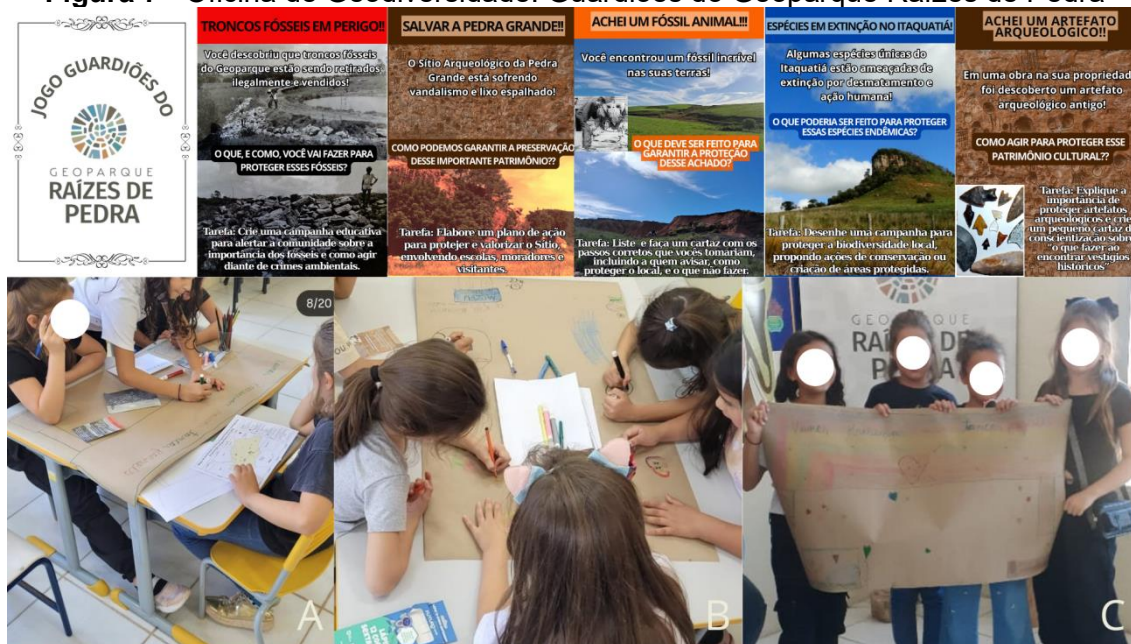 Figura 7 – Oficina de Geodiversidade: Guardiões do Geoparque Raízes de Pedra
JOGO GUARDIÕES DO
GEOPARQUE
RAÍZES DE
PEDRA
TRONCOS FÓSSEIS EM PERIGO!!
Você descobriu que troncos fósseis
do Geoparque estão sendo retirados
ilegalmente e vendidos!
O QUE, E COMO, VOCÊ VAI FAZER PARA
PROTEGER ESSES FÓSSEIS?
Tarefa: Crie uma campanha educativa
para alertar a comunidade sobre a
importância dos fósseis e como agir
diante de crimes ambientais.
SALVAR A PEDRA GRANDE!!
O Sítio Arqueológico da Pedra
Grande está sofrendo
vandalismo e lixo espalhado!
COMO PODEMOS GARANTIR A PRESERVAÇÃO
DESSE IMPORTANTE PATRIMÔNIO??
Tarefa: Elabore um plano de ação
para protejer e valorizar o Sítio,
envolvendo escolas, moradores e
visitantes.
ACHEI UM FÓSSIL ANIMAL!!!
Você encontrou um fóssil incrível
nas suas terras!
O QUE DEVE SER FEITO PARA
GARANTIR A PROTEÇÃO
DESSE ACHADO?
Tarefa: Liste e faça um cartaz com os
passos corretos que vocês tomariam,
incluindo a quem avisar, como
proteger o local, e o que não fazer.
ESPÉCIES EM EXTINÇÃO NO ITAQUATIÁ!
Algumas espécies únicas do
Itaquatiá estão ameaçadas de
extinção por desmatamento e
ação humana!
O QUE PODERIA SER FEITO PARA PROTEGER
ESSAS ESPÉCIES ENDÊMICAS?
Tarefa: Desenhe uma campanha para
proteger a biodiversidade local,
propondo ações de conservação ou
criação de áreas protegidas.
ACHEI UM ARTEFATO
ARQUEOLÓGICO!!
Em uma obra na sua propriedad
foi descoberto um artefato
arqueológico antigo!
COMO AGIR PARA PROTEGER ESSE
PATRIMÔNIO CULTURAL??
Tarefa: Explique a
importância de
proteger artefatos
arqueológicos e crie
um pequeno cartaz d
conscientização sobr
"o que fazer ao
encontrar vestígios
históricos"
8/20
A
B
GEOPARQUE
RAÍZES DE
PEDRA
C